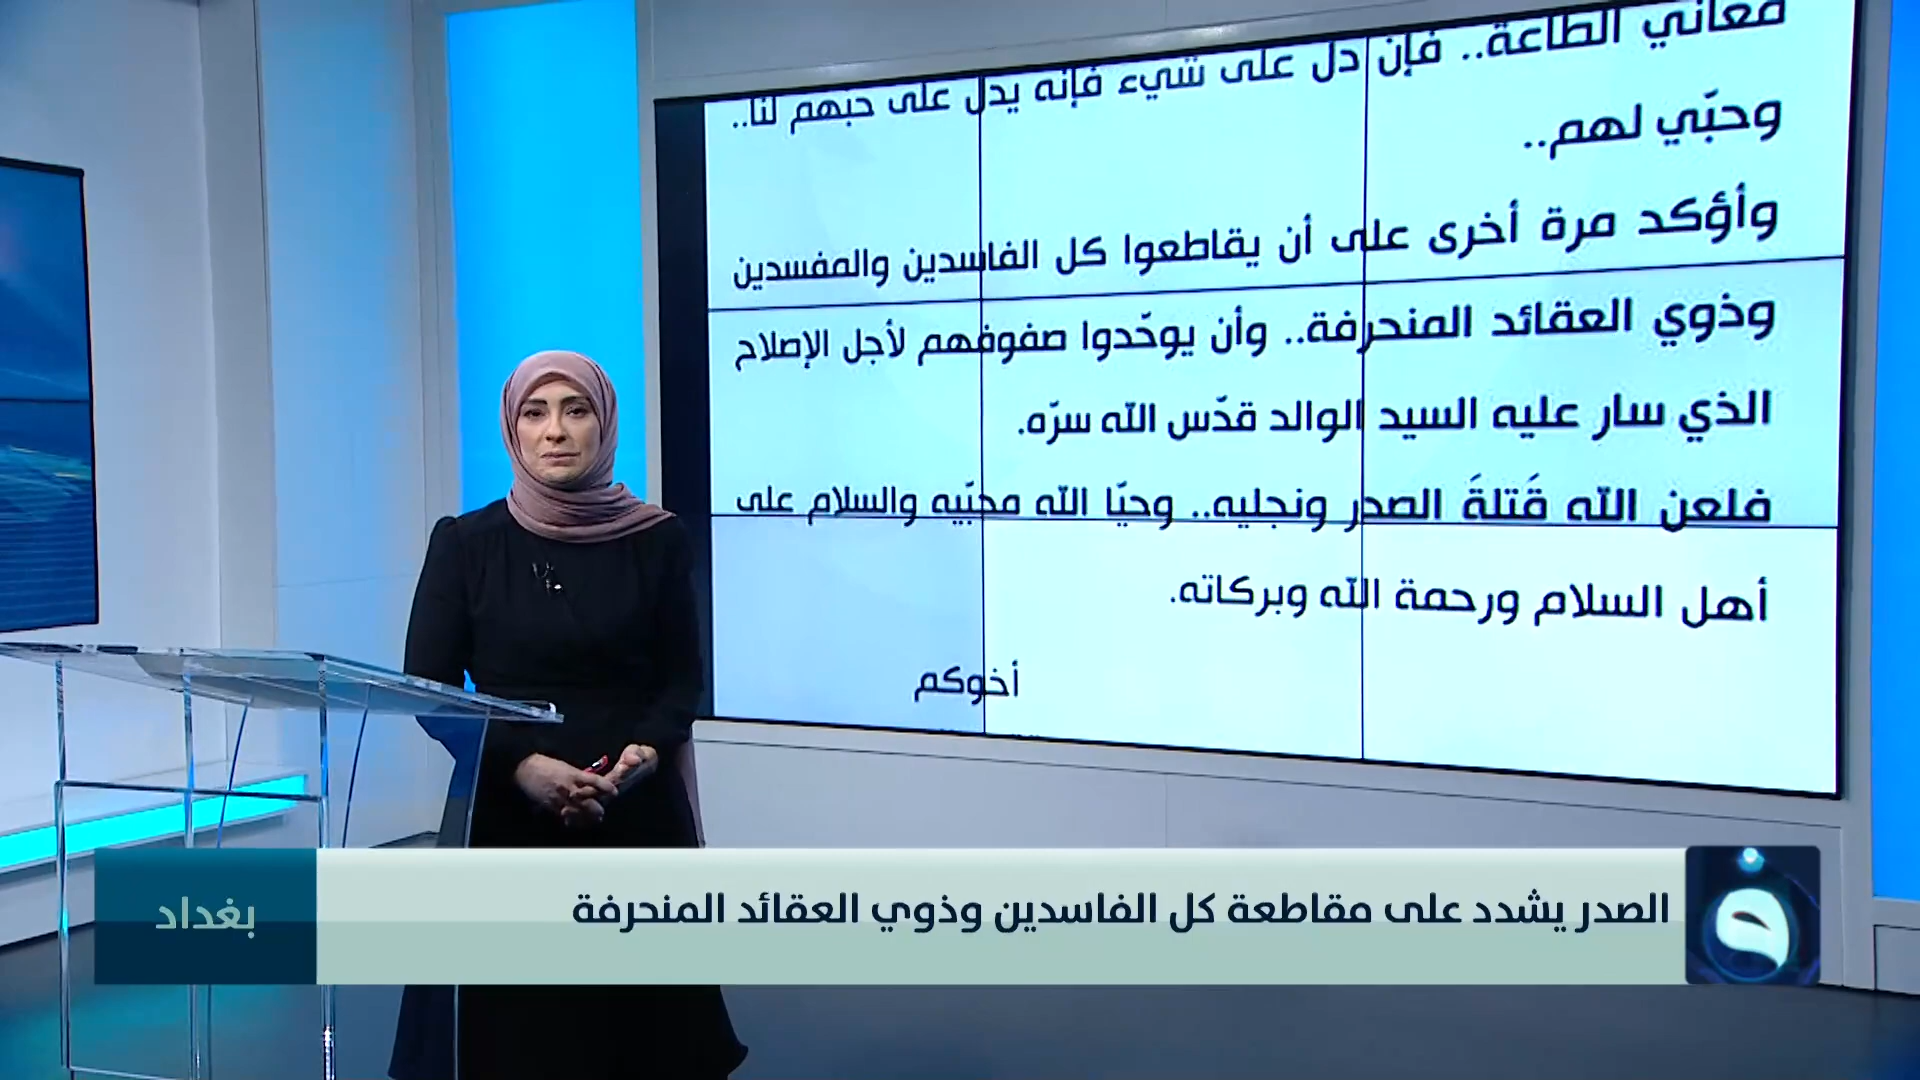 معاني الطاعة.. فإن دل على شيء فإنه يدل على حبهم لنا..
وحبّي لهم..
وأؤكد مرة أخرى على أن يقاطعوا كل الفاسدين والمفسدين
وذوي العقائد المنحرفة.. وأن يوحّدوا صفوفهم لأجل الإصلاح
الذي سار عليه السيد الوالد قدّس الله سرّه.
فلعن الله قَتلةَ الصدر ونجليه.. وحيّا الله محبّيه والسلام على
أهل السلام ورحمة الله وبركاته.
أخوكم
الصدر يشدد على مقاطعة كل الفاسدين وذوي العقائد المنحرفة
بغداد